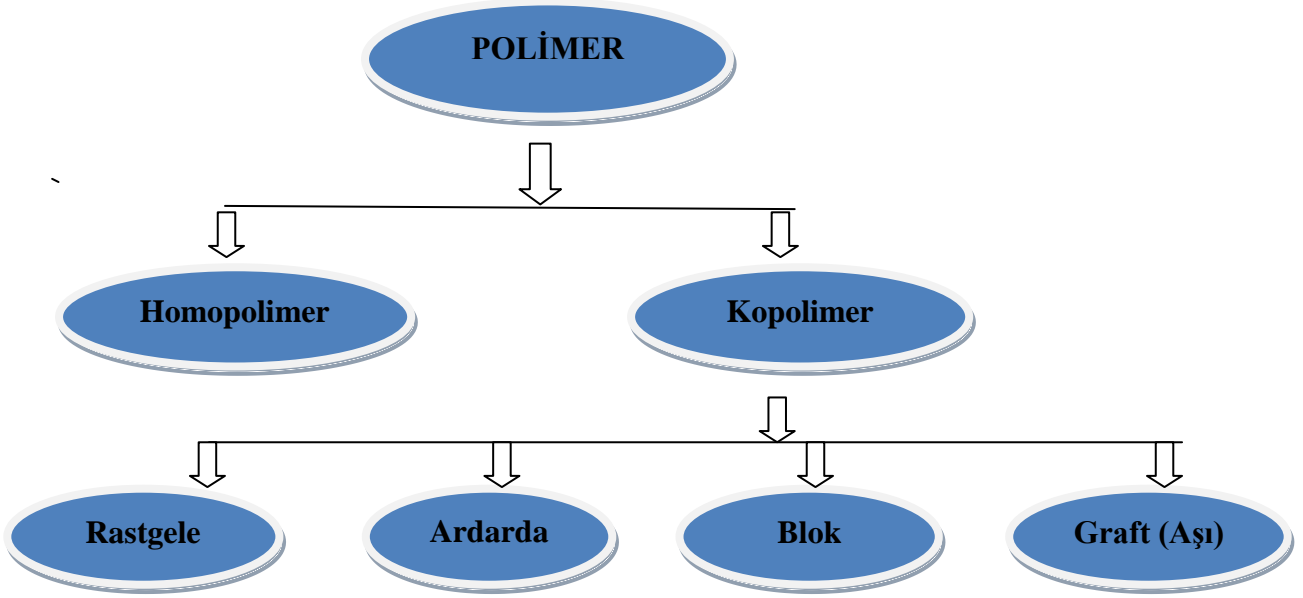 POLİMER
Homopolimer
Kopolimer
Rastgele
Ardarda
Blok
Graft (Aşı)